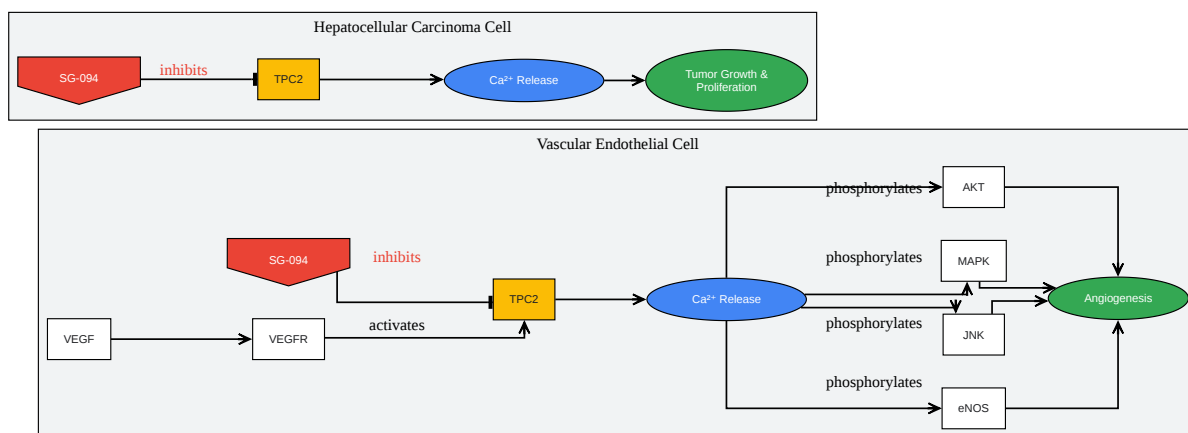 Hepatocellular Carcinoma Cell
SG-094
inhibits
TPC2
Ca²⁺ Release
Tumor Growth &
Proliferation
Vascular Endothelial Cell
phosphorylates
AKT
SG-094
inhibits
phosphorylates
MAPK
TPC2
Ca²⁺ Release
Angiogenesis
VEGF
VEGFR
activates
phosphorylates
JNK
phosphorylates
eNOS